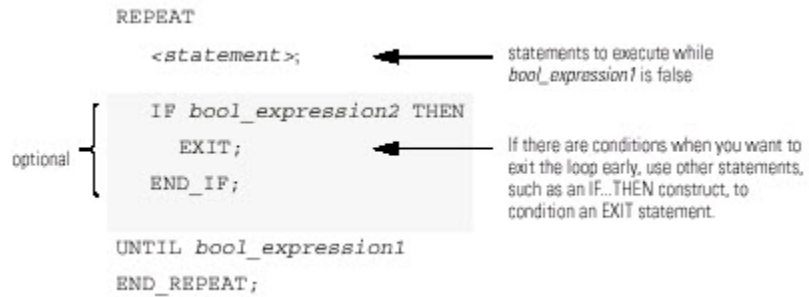 REPEAT
<statement>;
statements to execute while
bool_expression1 is false
optional
IF bool_expression2 THEN
EXIT;
END_IF;
If there are conditions when you want to
exit the loop early, use other statements,
such as an IF...THEN construct, to
condition an EXIT statement.
UNTIL bool_expression1
END_REPEAT;